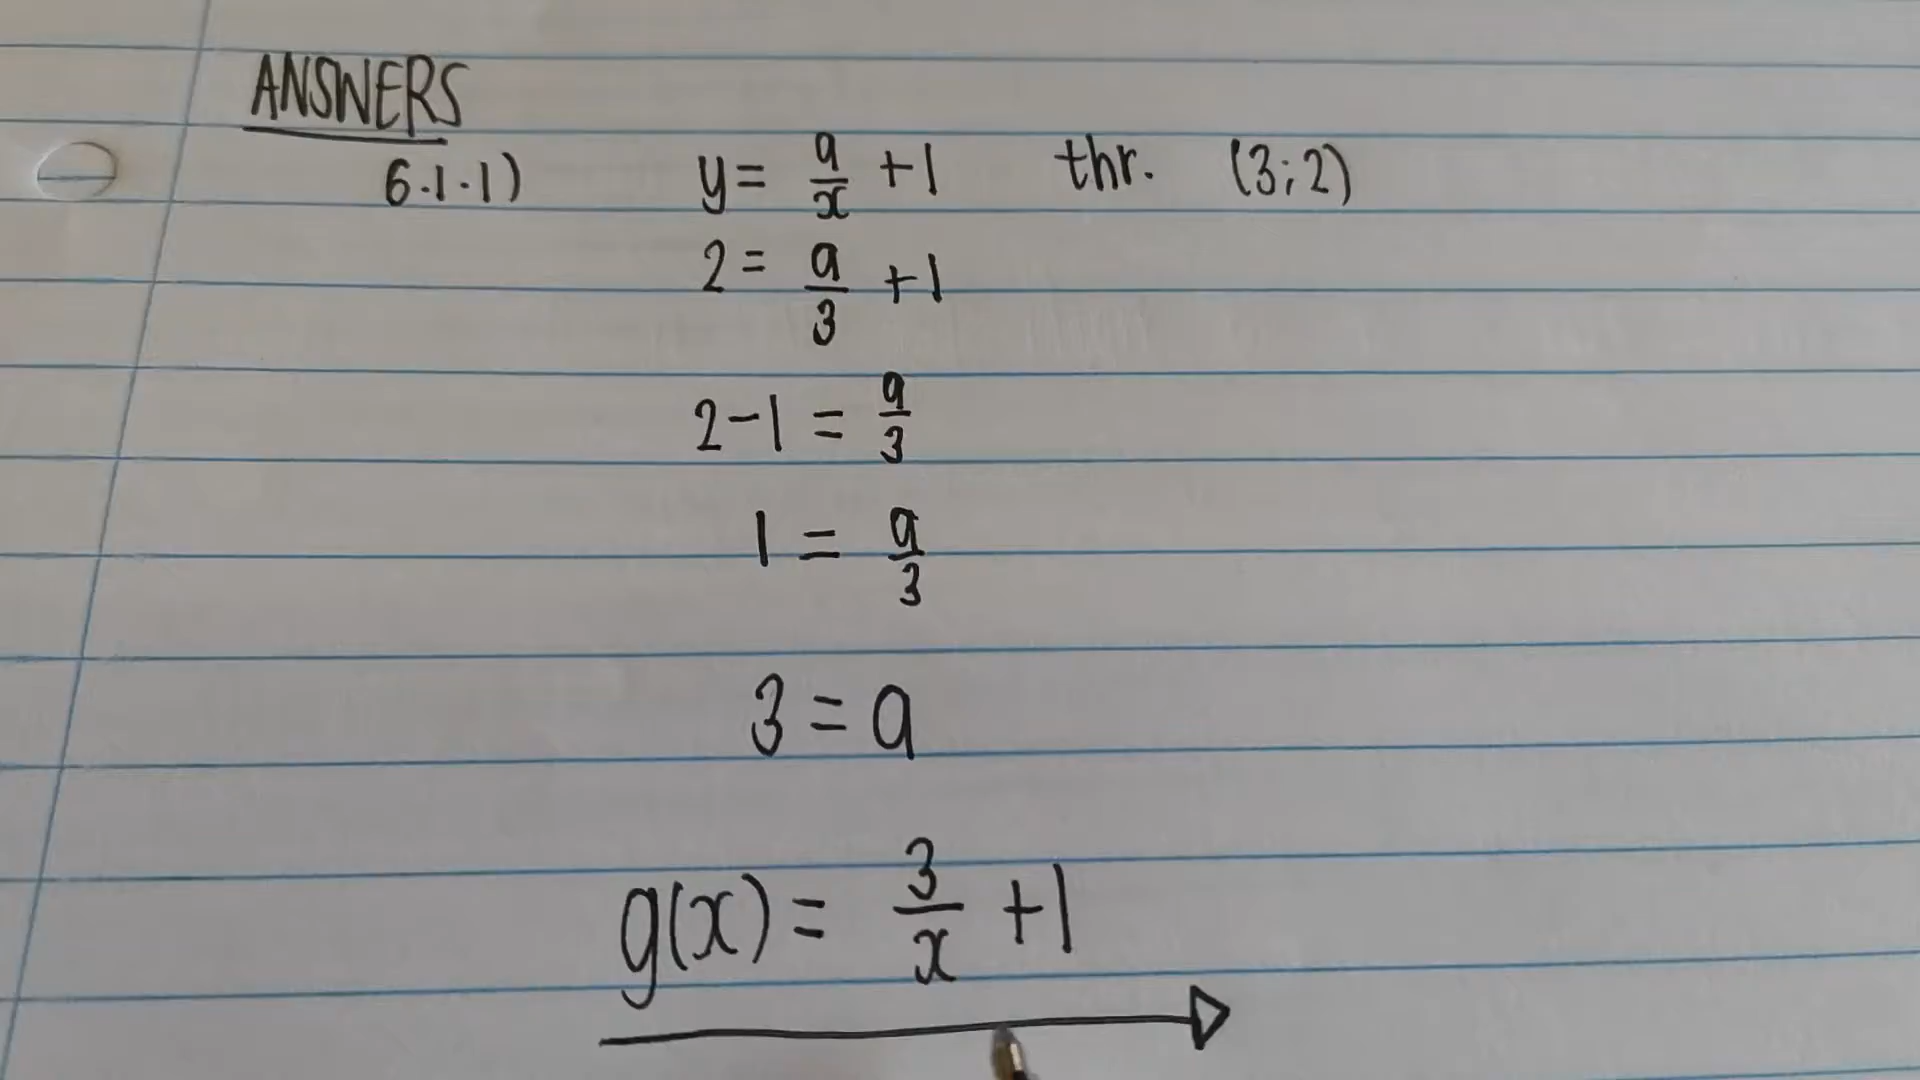 ANSWERS
6.1.1) y = a/x + 1 thr. (3;2)
2 = a/3 + 1
2 - 1 = a/3
1 = a/3
3 = a
g(x) = 3/x + 1